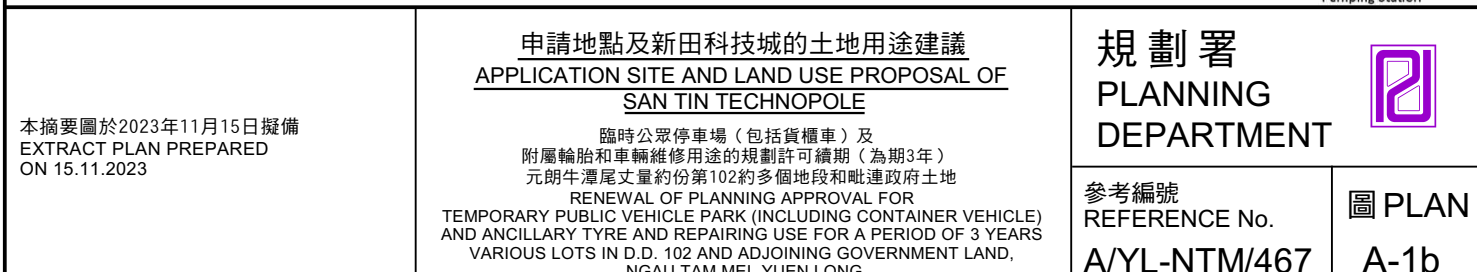 本摘要圖於2023年11月15日擬備
EXTRACT PLAN PREPARED
ON 15.11.2023
申請地點及新田科技城的土地用途建議
APPLICATION SITE AND LAND USE PROPOSAL OF
SAN TIN TECHNOPOLE
臨時公眾停車場（包括貨櫃車）及
附屬輪胎和車輛維修用途的規劃許可續期（為期3年）
元朗牛潭尾丈量約份第102約多個地段和毗連政府土地
RENEWAL OF PLANNING APPROVAL FOR
TEMPORARY PUBLIC VEHICLE PARK (INCLUDING CONTAINER VEHICLE)
AND ANCILLARY TYRE AND REPAIRING USE FOR A PERIOD OF 3 YEARS
VARIOUS LOTS IN D.D. 102 AND ADJOINING GOVERNMENT LAND,
NGAU TAM MEI, YUEN LONG
規劃署
PLANNING
DEPARTMENT
參考編號
REFERENCE No.
A/YL-NTM/467
圖 PLAN
A-1b